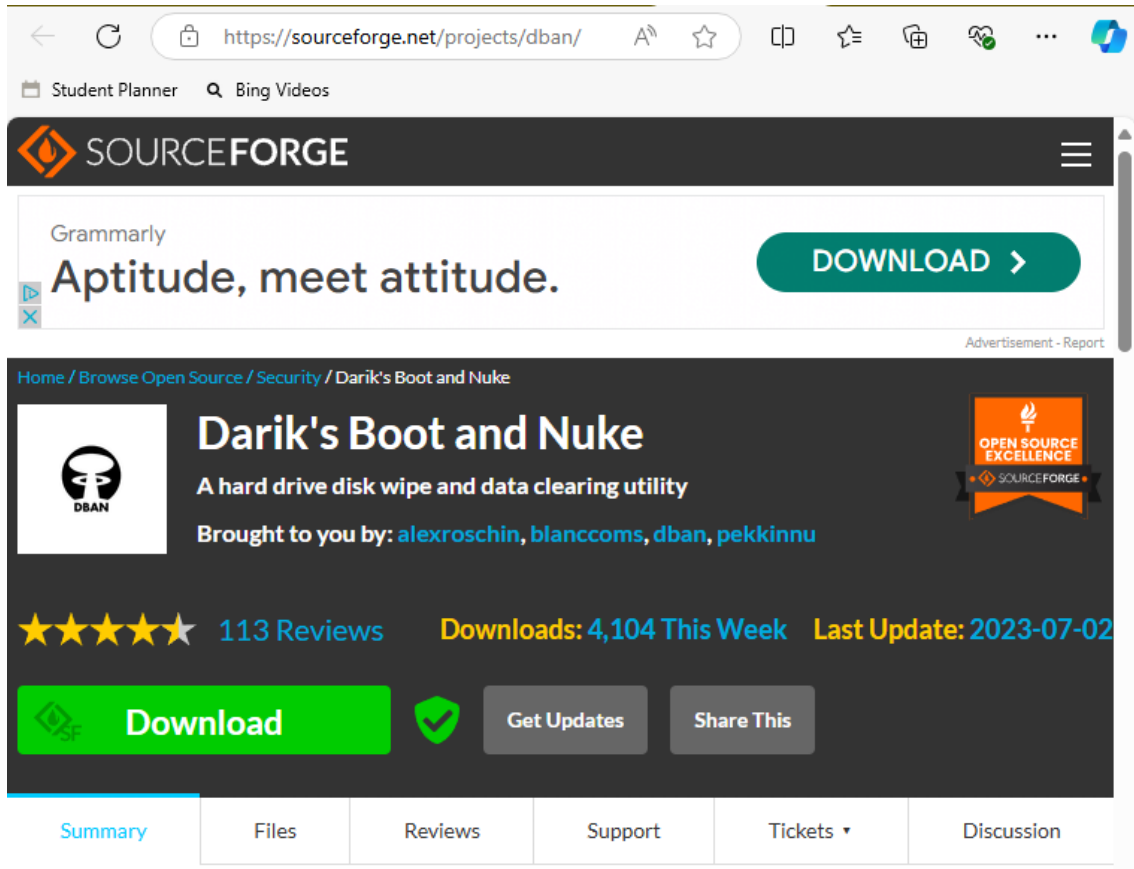 https://sourceforge.net/projects/dban/
Student Planner Bing Videos
SOURCEFORGE
Grammarly
Aptitude, meet attitude.
DOWNLOAD
Advertisement - Report
Home / Browse Open Source / Security / Darik's Boot and Nuke
DBAN
Darik's Boot and Nuke
A hard drive disk wipe and data clearing utility
Brought to you by: alexroschin, blanccoms, dban, pekkinnu
OPEN SOURCE
EXCELLENCE
SOURCEFORGE
113 Reviews Downloads: 4,104 This Week Last Update: 2023-07-02
SF Download Get Updates Share This
Summary Files Reviews Support Tickets Discussion